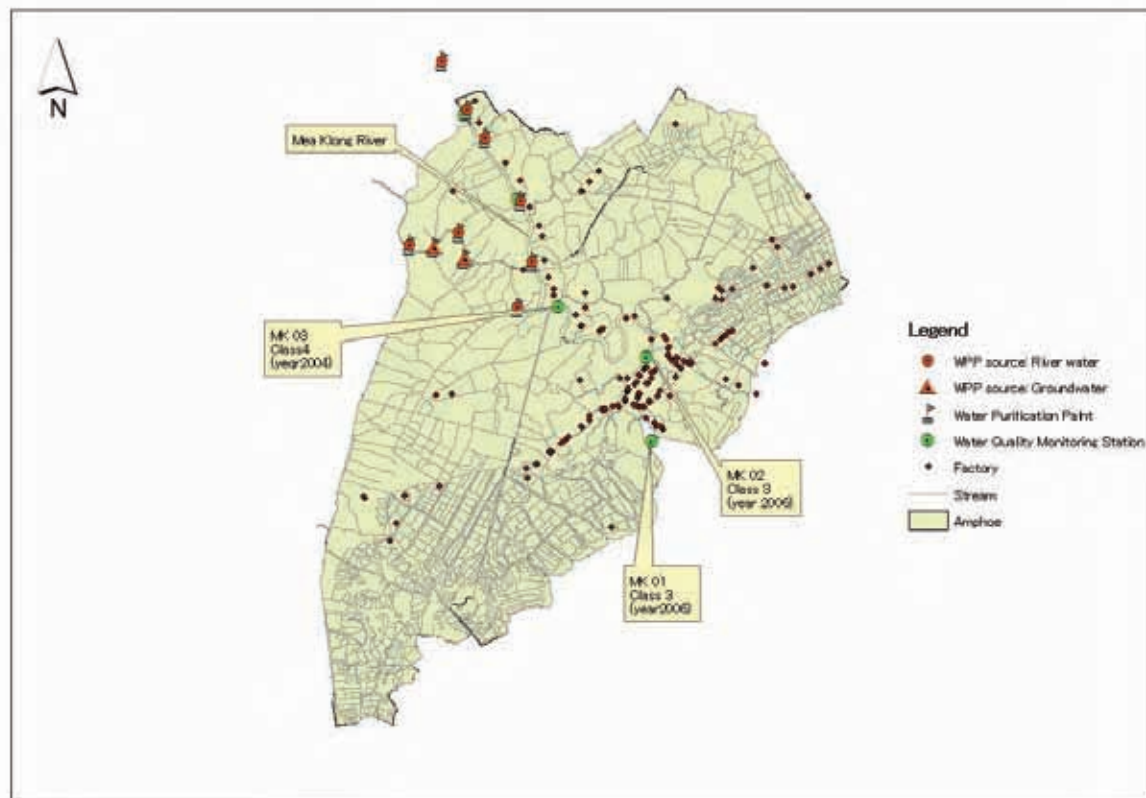 N
Mea Klong River
MK 03
Class4
(yeqr2004)
MK 02
Class 3
(year 2006)
MK 01
Class 3
(year2006)
Legend
WPP source: River water
WPP source: Groundwater
Water Purification Paint
Water Quality Monitoring Station
Factory
Stream
Amphoe